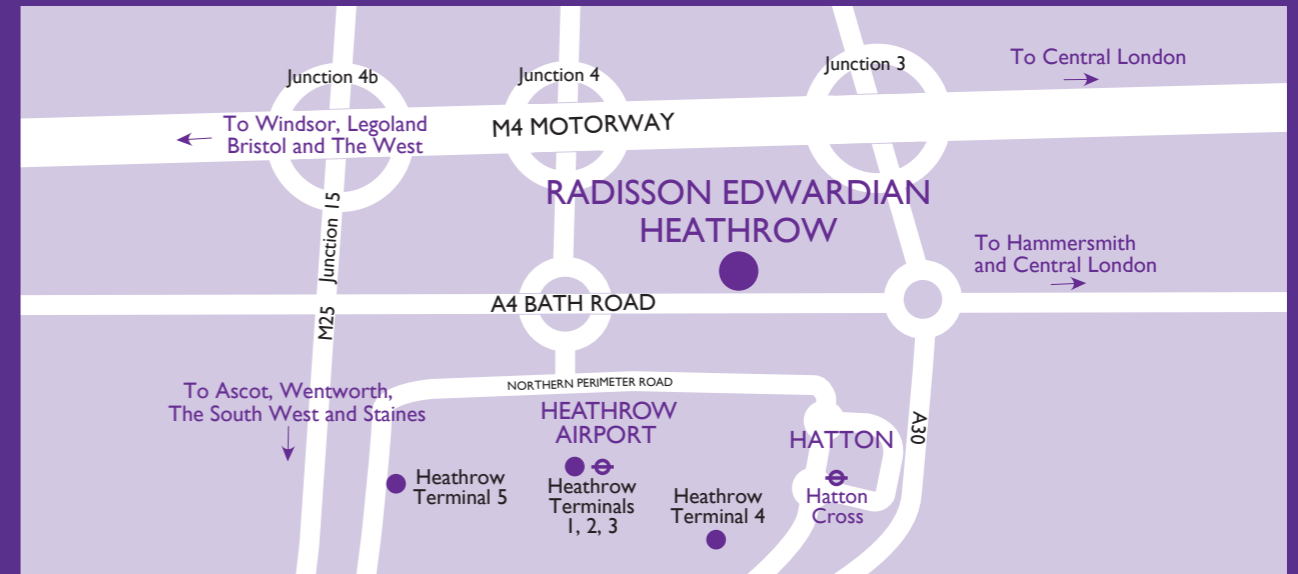 Junction 4b
Junction 4
Junction 3
To Central London
To Windsor, Legoland
Bristol and The West
M4 MOTORWAY
RADISSON EDWARDIAN
HEATHROW
Junction 15
M25
To Hammersmith
and Central London
A4 BATH ROAD
NORTHERN PERIMETER ROAD
To Ascot, Wentworth,
The South West and Staines
HEATHROW
AIRPORT
HATTON
A30
Heathrow
Terminal 5
Heathrow
Terminals
1, 2, 3
Heathrow
Terminal 4
Hatton
Cross